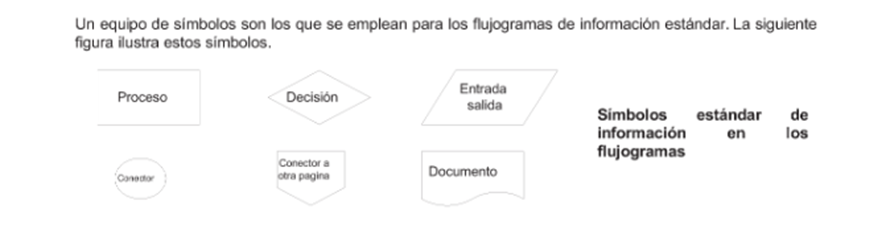 Un equipo de símbolos son los que se emplean para los flujogramas de información estándar. La siguiente
figura ilustra estos símbolos.
Proceso
Decisión
Entrada
salida
Símbolos estándar de
información en los
flujogramas
Conector
Conector a
otra pagina
Documento